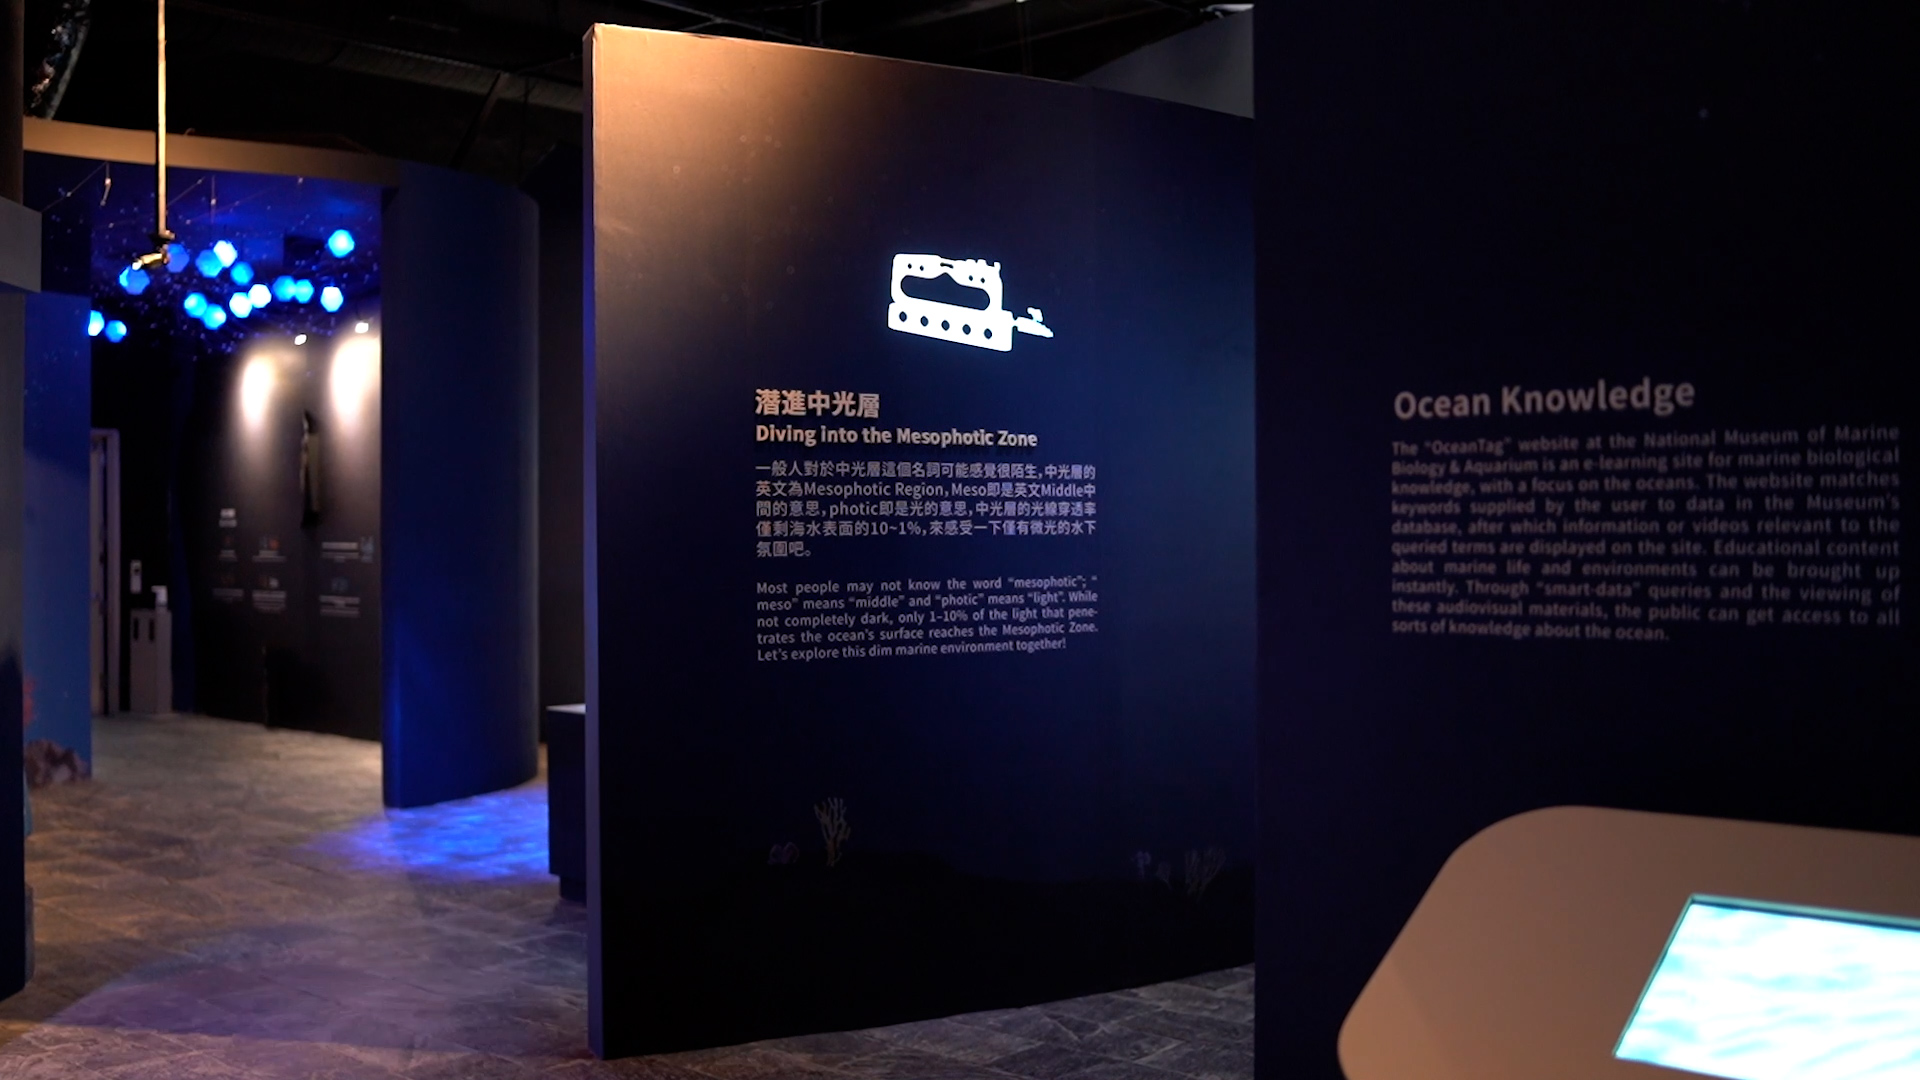 潛進中光層
Diving into the Mesophotic Zone
一般人對於中光層這個名詞可能感覺很陌生，中光層的
英文為Mesophotic Region，Meso即是英文Middle中
間的意思，photic即是光的意思，中光層的光線穿透率
僅剩海水表面的10~1%，來感受一下僅有微光的水下
氛圍吧。
Most people may not know the word “mesophotic”; “
meso” means “middle” and “photic” means “light”. While
not completely dark, only 1–10% of the light that pene-
trates the ocean’s surface reaches the Mesophotic Zone.
Let’s explore this dim marine environment together!
Ocean Knowledge
The “OceanTag” website at the National Museum of Marine
Biology & Aquarium is an e-learning site for marine biological
knowledge, with a focus on the oceans. The website matches
keywords supplied by the user to data in the Museum’s
database, after which information or videos relevant to the
queried terms are displayed on the site. Educational content
about marine life and environments can be brought up
instantly. Through “smart-data” queries and the viewing of
these audiovisual materials, the public can get access to all
sorts of knowledge about the ocean.